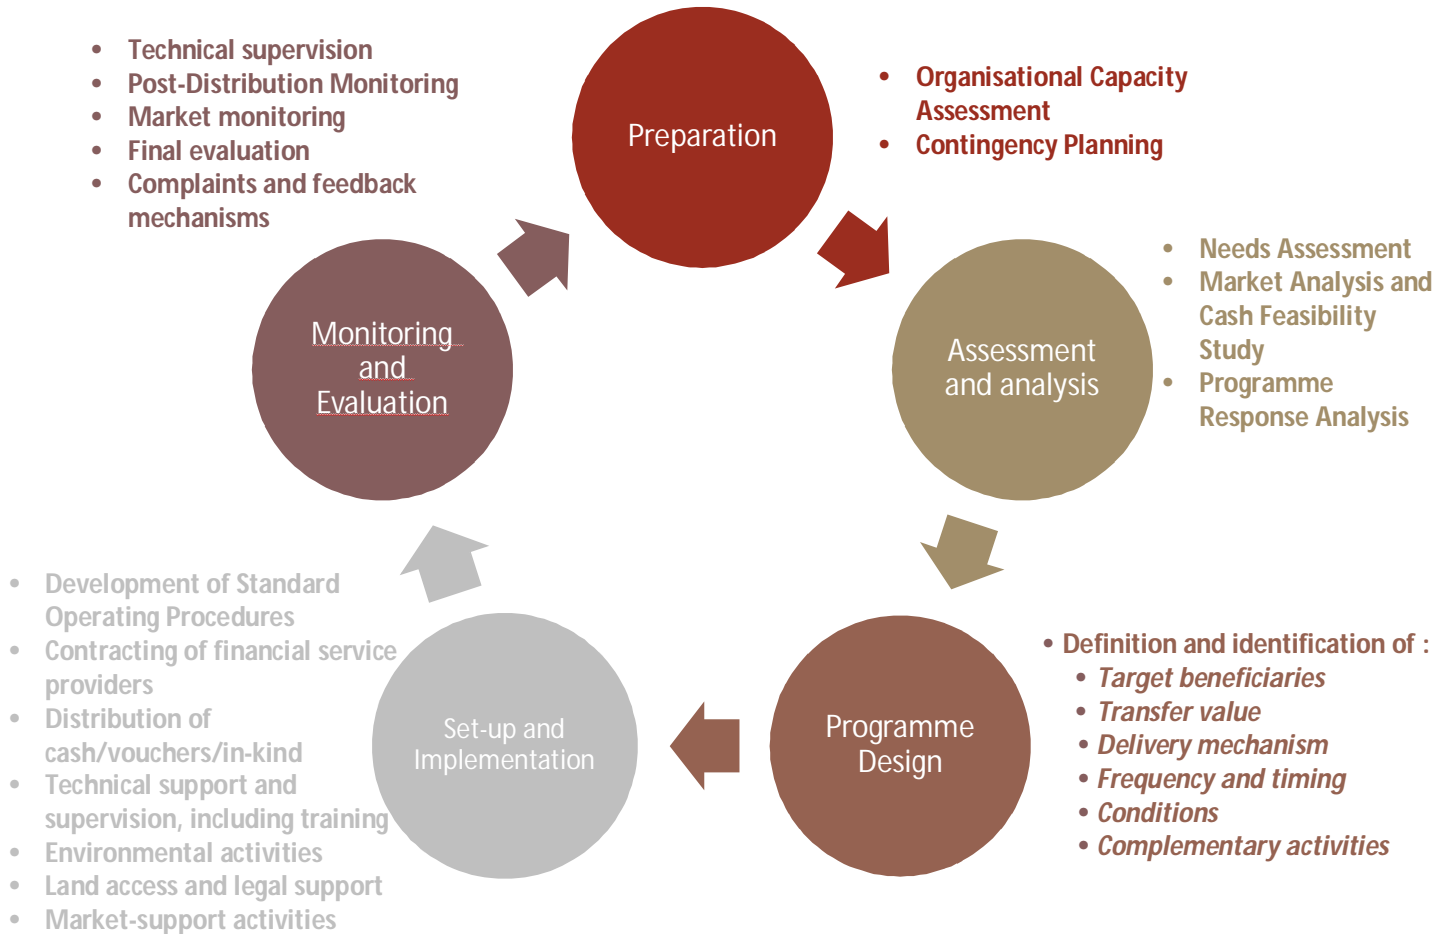 • Technical supervision
• Post-Distribution Monitoring
• Market monitoring
• Final evaluation
• Complaints and feedback
mechanisms
Preparation
• Organisational Capacity
Assessment
• Contingency Planning
Monitoring
and
Evaluation
Assessment
and analysis
• Needs Assessment
• Market Analysis and
Cash Feasibility
Study
• Programme
Response Analysis
• Development of Standard
Operating Procedures
• Contracting of financial service
providers
• Distribution of
cash/vouchers/in-kind
• Technical support and
supervision, including training
• Environmental activities
• Land access and legal support
• Market-support activities
Set-up and
Implementation
Programme
Design
• Definition and identification of :
• Target beneficiaries
• Transfer value
• Delivery mechanism
• Frequency and timing
• Conditions
• Complementary activities